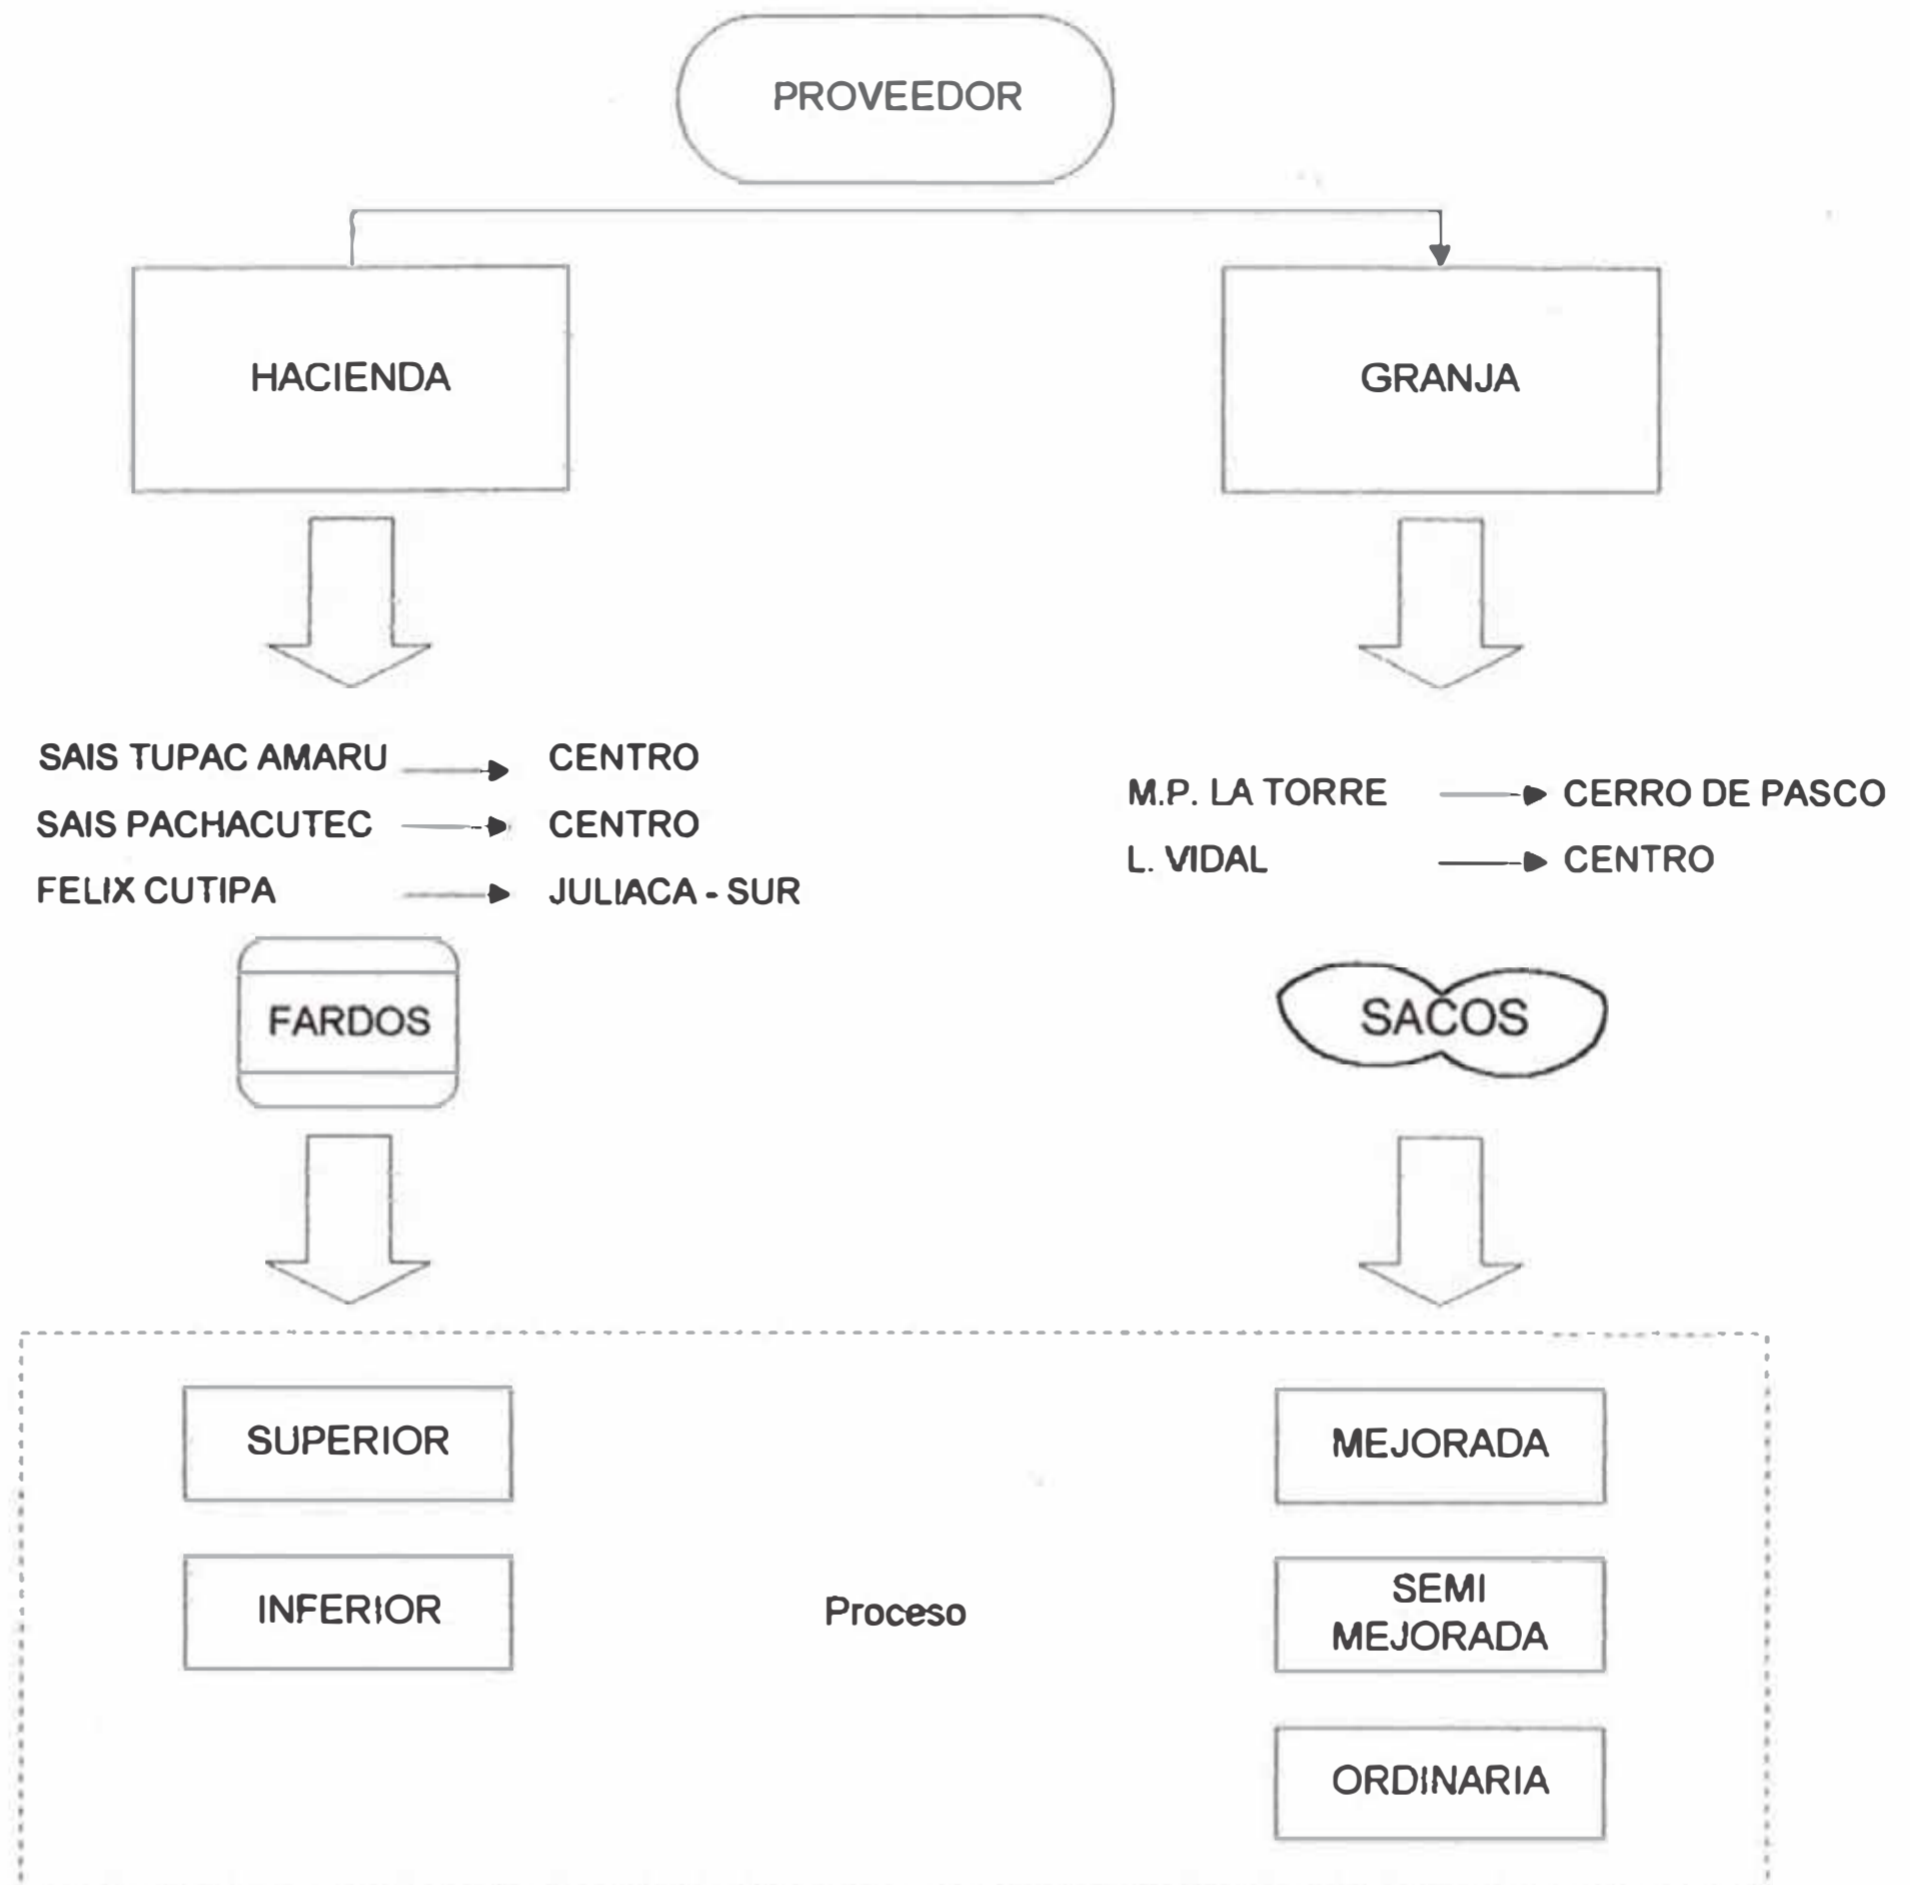 PROVEEDOR
HACIENDA
GRANJA
SAIS TUPAC AMARU CENTRO
SAIS PACHACUTEC CENTRO
FELIX CUTIPA JULIACA - SUR
M.P. LA TORRE CERRO DE PASCO
L. VIDAL CENTRO
FARDOS
SACOS
SUPERIOR
MEJORADA
INFERIOR
Proceso
SEMI
MEJORADA
ORDINARIA